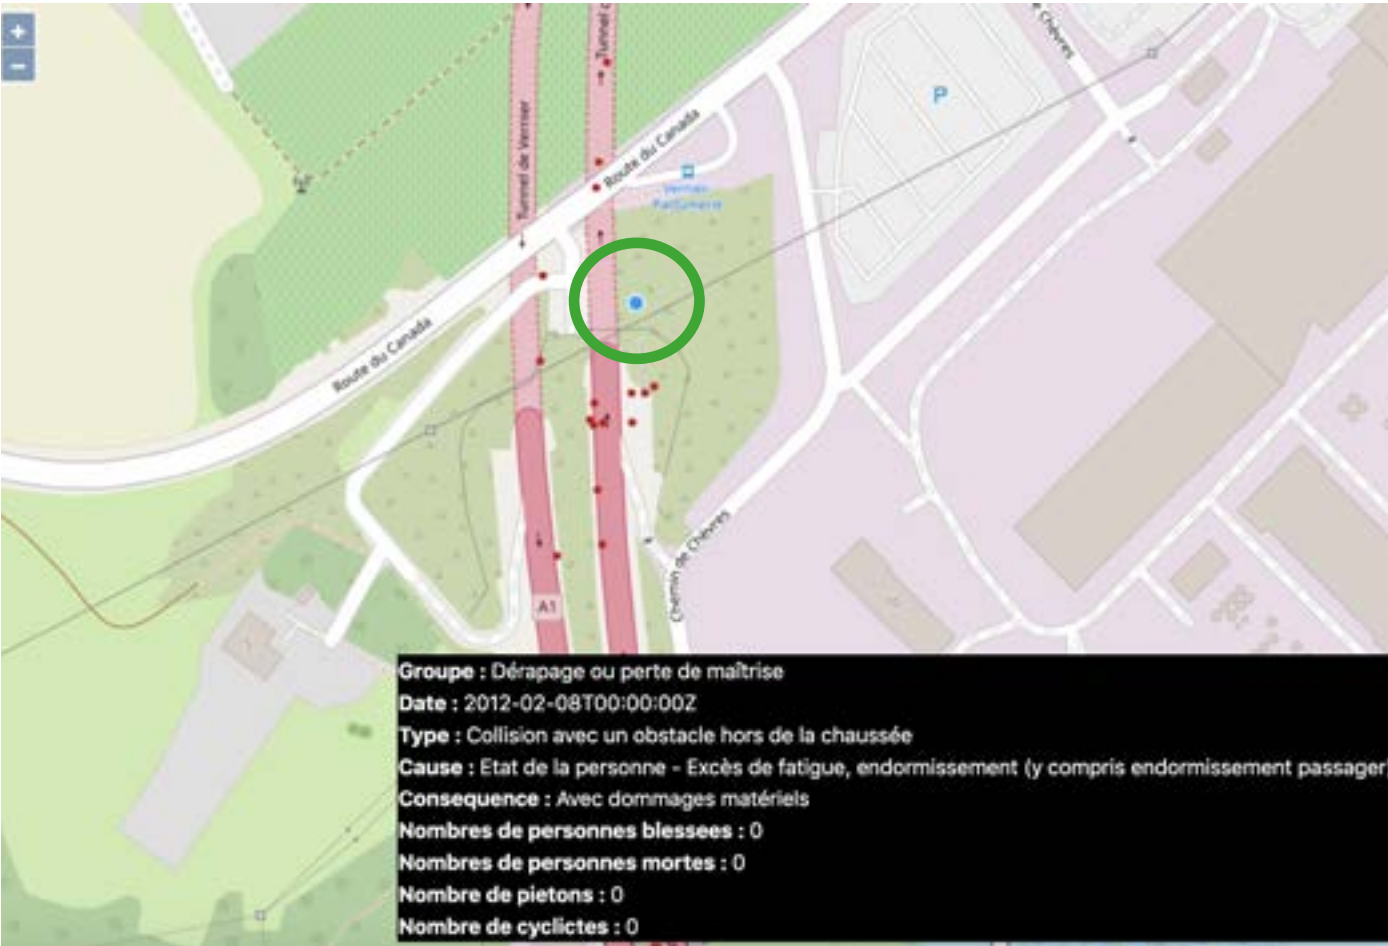 +
−
Tunnel d
e Chèvres
P
Tunnel de Vernier
Route du Canada
Vernier,
Parfumerie
Route du Canada
Chemin de Chèvres
A1
Groupe : Dérapage ou perte de maîtrise
Date : 2012-02-08T00:00:00Z
Type : Collision avec un obstacle hors de la chaussée
Cause : Etat de la personne - Excès de fatigue, endormissement (y compris endormissement passager)
Consequence : Avec dommages matériels
Nombres de personnes blessees : 0
Nombres de personnes mortes : 0
Nombre de pietons : 0
Nombre de cyclictes : 0